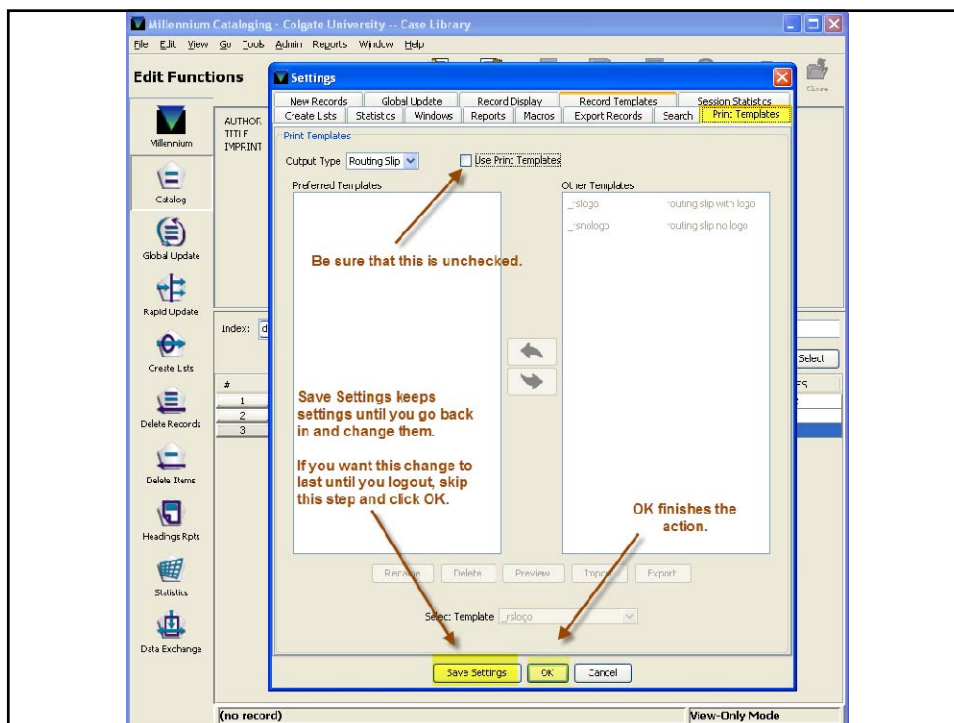 Millennium Cataloging - Colgate University -- Case Library
File Edit View Go Tools Admin Reports Window Help
Edit Functions
Close
Settings
New Records Global Update Record Display Record Templates Session Statistics
Create Lists Statistics Windows Reports Macros Export Records Search Print Templates
Millennium
AUTHOR
TITLE
IMPRINT
Print Templates
Output Type Routing Slip Use Print Templates
Preferred Templates Other Templates
_rslogo routing slip with logo
_rsnologo routing slip no logo
Catalog
Be sure that this is unchecked.
Global Update
Rapid Update
Index: d
Select
Create Lists
#
1
2
3
Save Settings keeps
settings until you go back
in and change them.
Delete Records
If you want this change to
last until you logout, skip
this step and click OK.
Delete Items
OK finishes the
action.
Headings Rpts
Rename Delete Preview Import Export
Statistics
Select Template _rslogo
Data Exchange
Save Settings OK Cancel
(no record) View-Only Mode